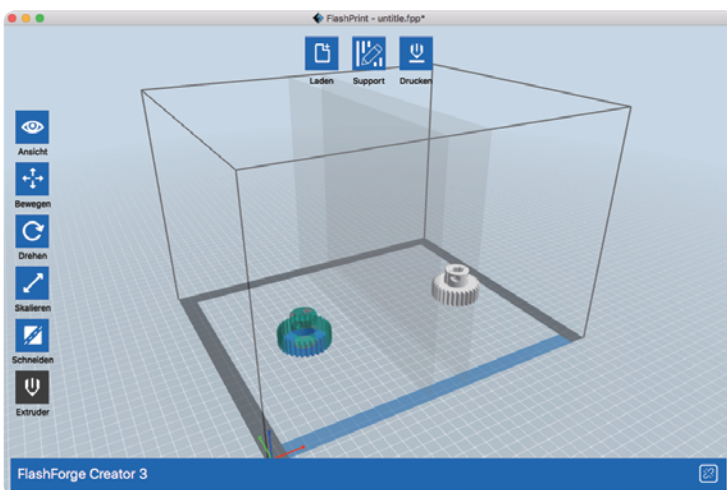 FlashPrint - untitle.fpp*
Laden Support Drucken
Ansicht
Bewegen
Drehen
Skalieren
Schneiden
Extruder
FlashForge Creator 3